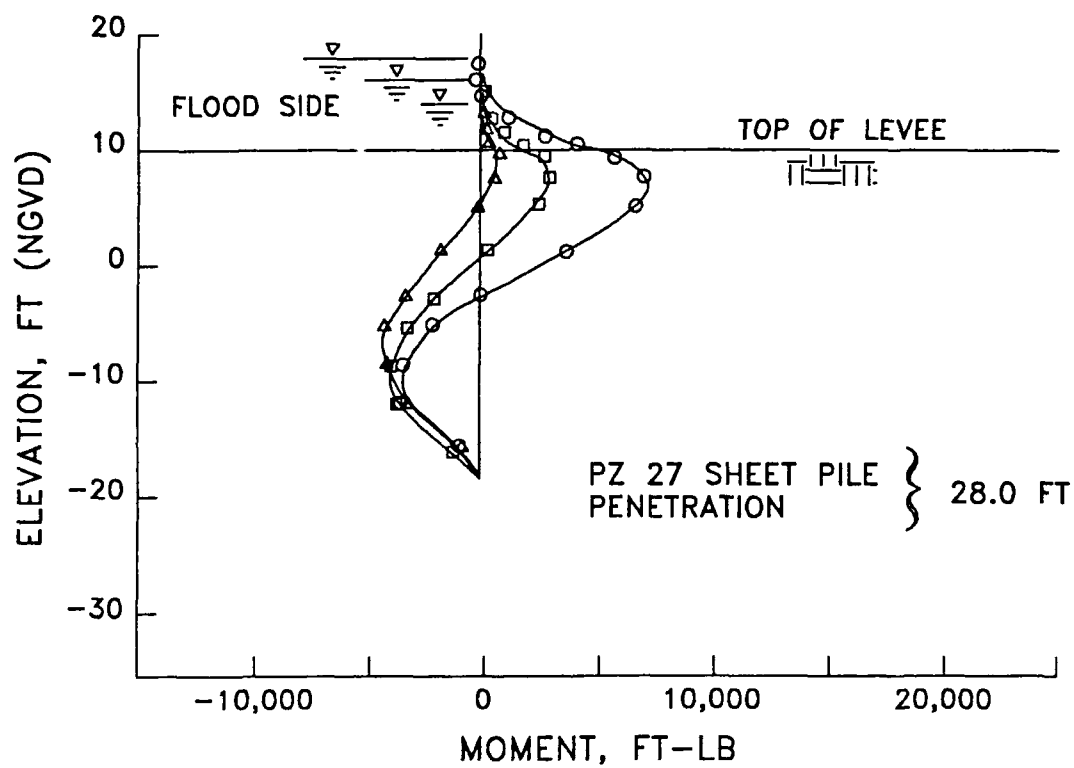 20
FLOOD SIDE
TOP OF LEVEE
10
0
-10
-20
-30
ELEVATION, FT (NGVD)
PZ 27 SHEET PILE
PENETRATION
28.0 FT
-10,000 0 10,000 20,000
MOMENT, FT-LB